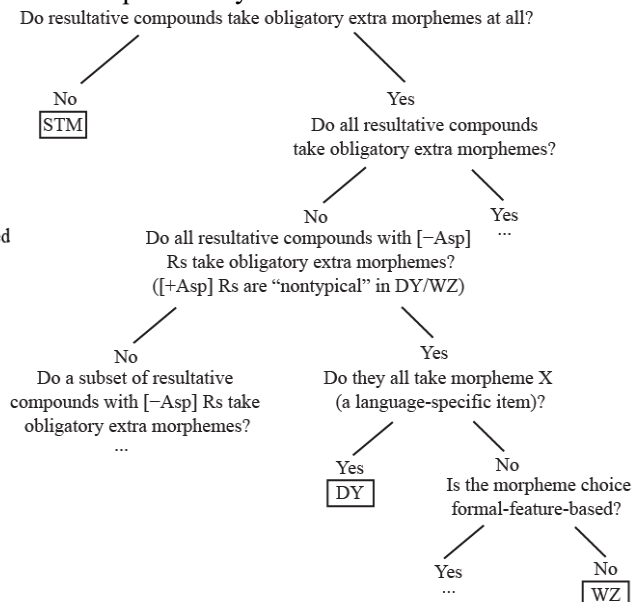 Do resultative compounds take obligatory extra morphemes at all?
No
STM
Yes
Do all resultative compounds
take obligatory extra morphemes?
No
Do all resultative compounds with [−Asp]
Rs take obligatory extra morphemes?
([+Asp] Rs are “nontypical” in DY/WZ)
Yes
...
No
Do a subset of resultative
compounds with [−Asp] Rs take
obligatory extra morphemes?
...
Yes
Do they all take morpheme X
(a language-specific item)?
Yes
DY
No
Is the morpheme choice
formal-feature-based?
Yes
...
No
WZ